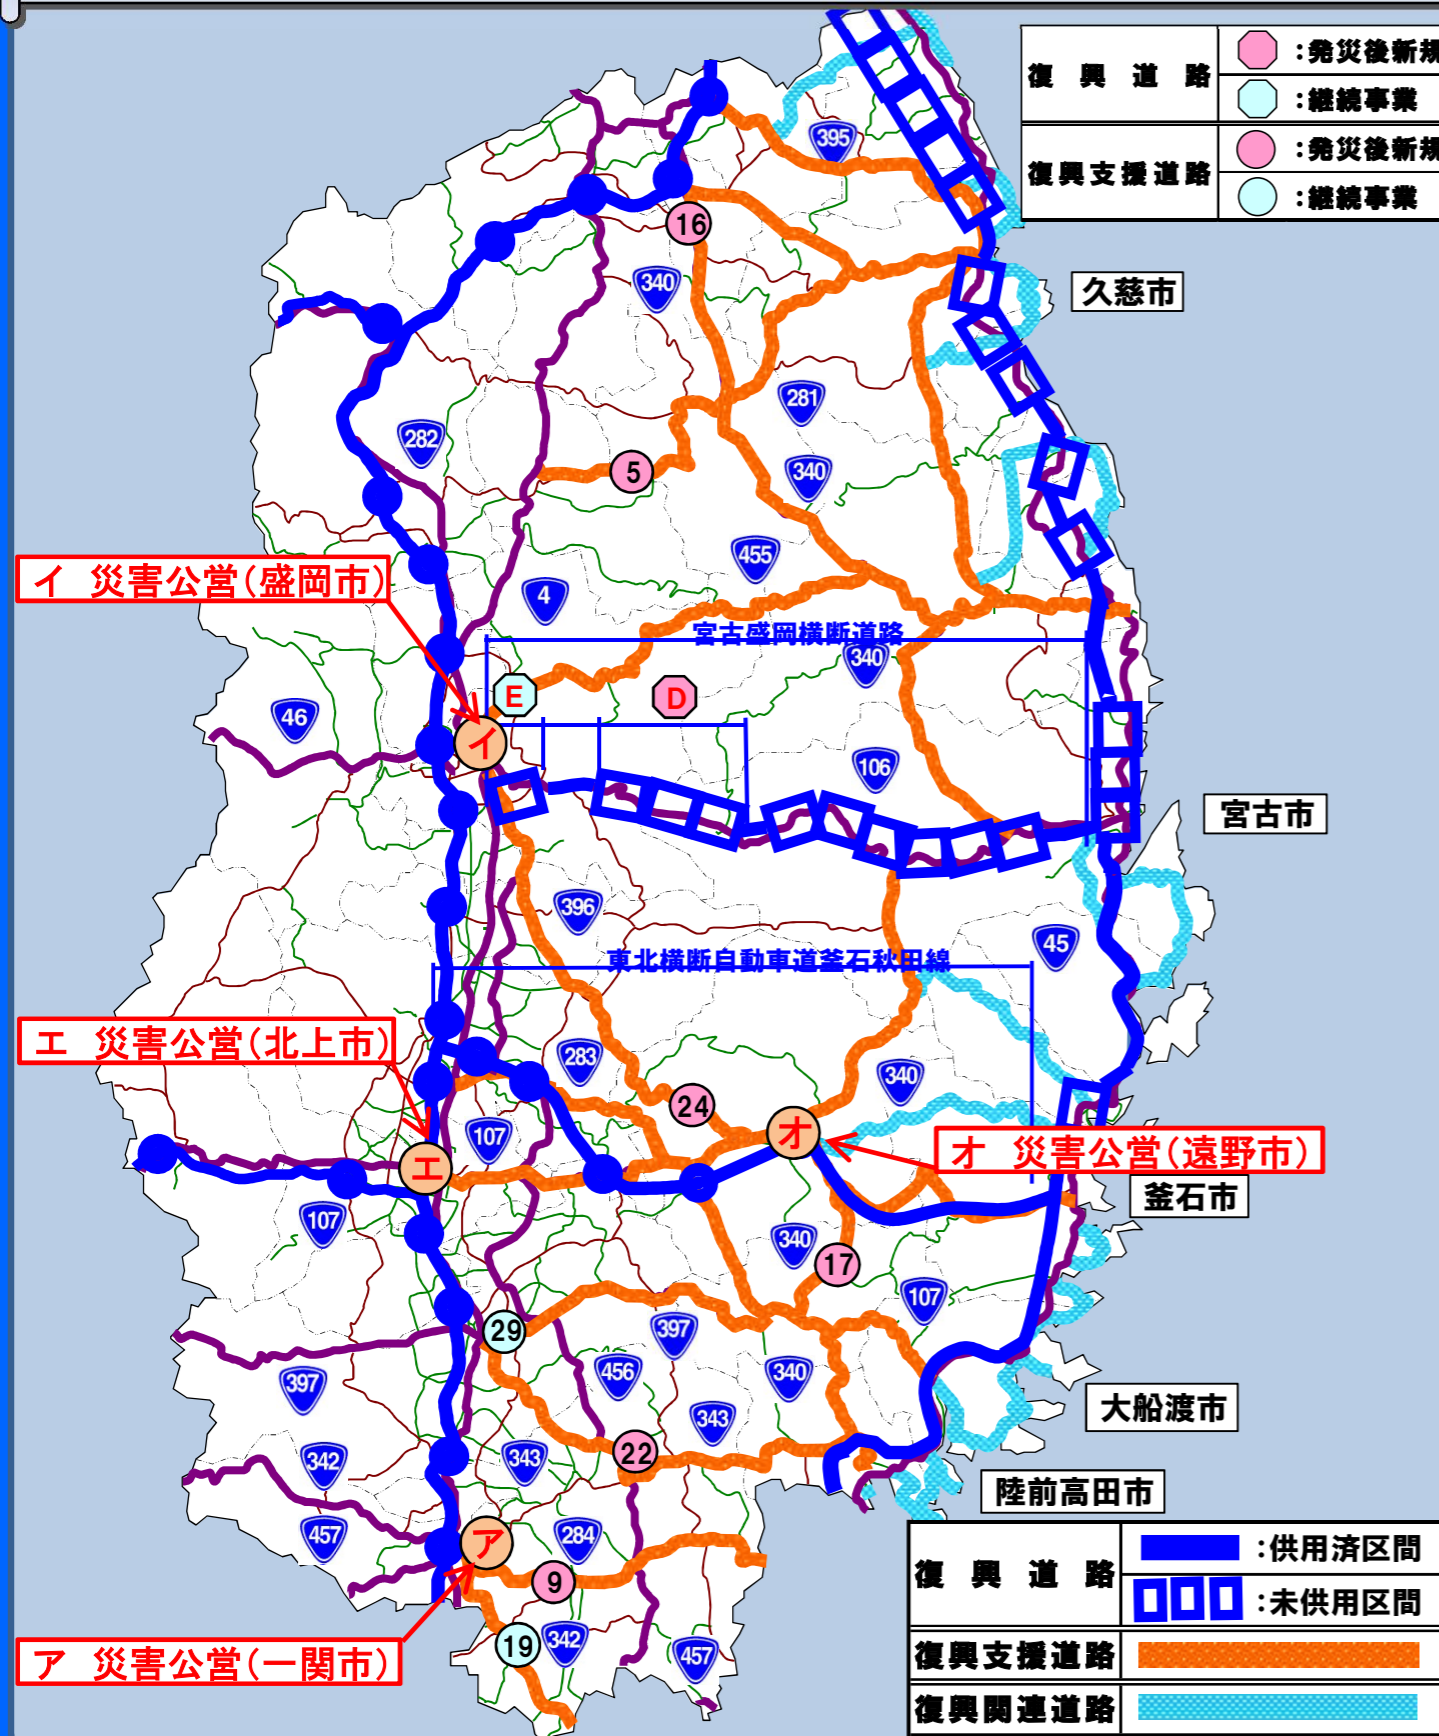 復興道路
：発災後新規
：継続事業
復興支援道路
：発災後新規
：継続事業
395
16
340
久慈市
281
282
5
340
455
イ 災害公営(盛岡市)
4
宮古盛岡横断道路
340
E
D
46
イ
106
宮古市
396
45
東北横断自動車道釜石秋田線
エ 災害公営(北上市)
283
340
24
107
オ
オ 災害公営(遠野市)
エ
釜石市
107
340
17
107
29
397
456
340
397
343
大船渡市
22
342
343
陸前高田市
457
ア
284
9
復興道路
：供用済区間
：未供用区間
19
342
457
ア 災害公営(一関市)
復興支援道路
復興関連道路